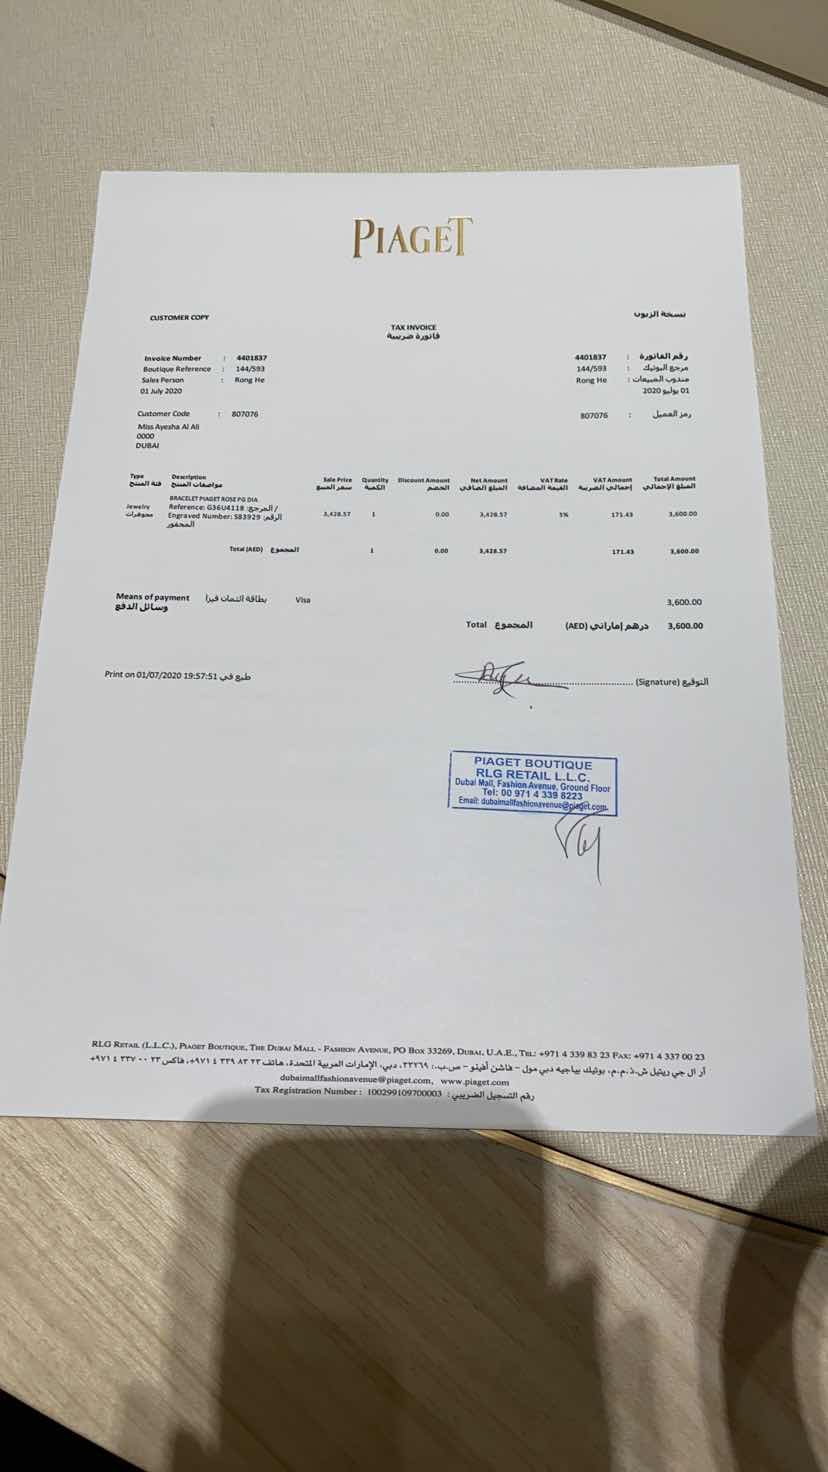 PIAGET
CUSTOMER COPY
نسخة الزبون
TAX INVOICE
فاتورة ضريبية
Invoice Number : 4401837
4401837 : رقم الفاتورة
Boutique Reference : 144/593
144/593 : مرجع البوتيك
Sales Person : Rong He
Rong He : مندوب المبيعات
01 July 2020
01 يوليو 2020
Customer Code : 807076
807076 : رمز العميل
Miss Ayesha Al Ali
0000
DUBAI
Type Description Sale Price Quantity Discount Amount Net Amount VAT Rate VAT Amount Total Amount
فئة المنتج مواصفات المنتج سعر المبيع الكمية الخصم المبلغ الصافي القيمة المضافة إجمالي الضريبة المبلغ الإجمالي
BRACELET PIAGET ROSE PG DIA
Jewelry Reference: G36U4118 :المرجع / 3,428.57 1 0.00 3,428.57 5% 171.43 3,600.00
مجوهرات Engraved Number: S83929 :الرقم
المحفور
Total (AED) المجموع 1 0.00 3,428.57 171.43 3,600.00
Means of payment بطاقة ائتمان فيزا Visa 3,600.00
وسائل الدفع
Total المجموع (AED) درهم إماراتي 3,600.00
Print on 01/07/2020 19:57:51 طبع في
(Signature) التوقيع
PIAGET BOUTIQUE
RLG RETAIL L.L.C.
Dubai Mall, Fashion Avenue, Ground Floor
Tel: 00 971 4 339 8223
Email: dubaimallfashionavenue@piaget.com
RLG RETAIL (L.L.C.), PIAGET BOUTIQUE, THE DUBAI MALL - FASHION AVENUE, PO BOX 33269, DUBAI, U.A.E., TEL: +971 4 339 83 23 FAX: +971 4 337 00 23
آر ال جي ريتيل ش.ذ.م.م، بوتيك بياجيه دبي مول – فاشن أفينو – ص.ب.: ٣٣٢٦٩، دبي، الإمارات العربية المتحدة، هاتف ٢٣ ٨٣ ٣٣٩ ٤ ٩٧١+، فاكس ٢٣ ٠٠ ٣٣٧ ٤ ٩٧١+
dubaimallfashionavenue@piaget.com, www.piaget.com
Tax Registration Number : 100299109700003 : رقم التسجيل الضريبي